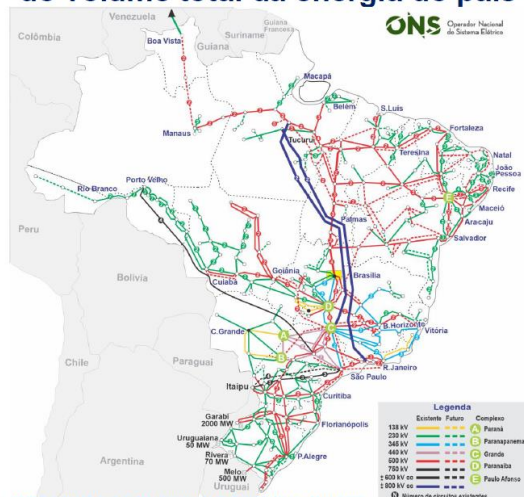 do volume total da energia do país
ONS Operador Nacional
do Sistema Elétrico
Venezuela
Colômbia
Guiana
Francesa
Suriname
Guiana
Boa Vista
Macapá
Belém
S.Luis
Manaus
Fortaleza
Tucuruí
Teresina
Natal
João
Pessoa
Recife
Porto Velho
Rio Branco
E
Maceió
Palmas
Aracaju
Peru
Salvador
Cuiabá
Goiânia
Brasília
Bolivia
D
C.Grande
A
C
B.Horizonte
Vitória
B
Chile
Paraguai
R.Janeiro
São Paulo
Itaipu
Curitiba
Garabi
2000 MW
Florianópolis
Uruguaiana
50 MW
Rivera
70 MW
P.Alegre
Melo
500 MW
Argentina
Uruguai
Legenda
Existente Futuro Complexo
138 kV A Paraná
230 kV B Paranapanema
345 kV C Grande
440 kV
500 kV D Paranaíba
750 kV
± 600 kV cc E Paulo Afonso
± 800 kV cc
Número de circuitos existentes